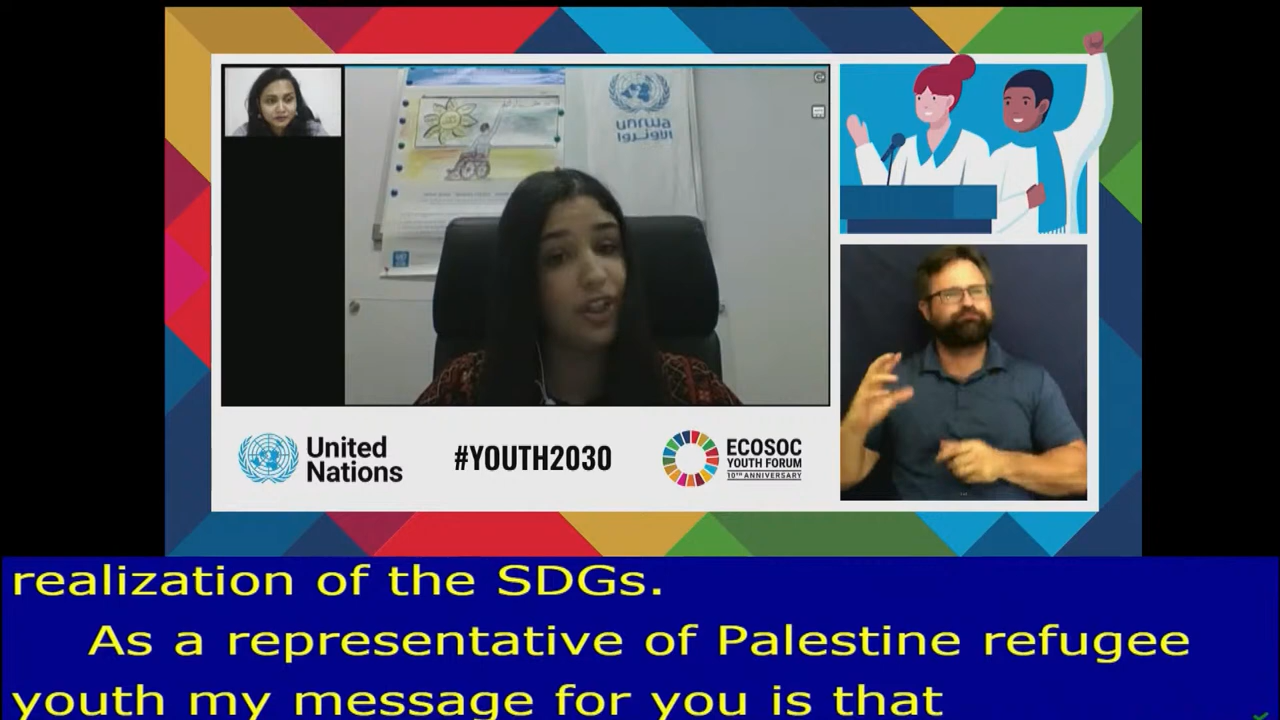 unrwa
الأونروا
United
Nations
#YOUTH2030
ECOSOC
YOUTH FORUM
10TH ANNIVERSARY
realization of the SDGs.
As a representative of Palestine refugee
youth my message for you is that